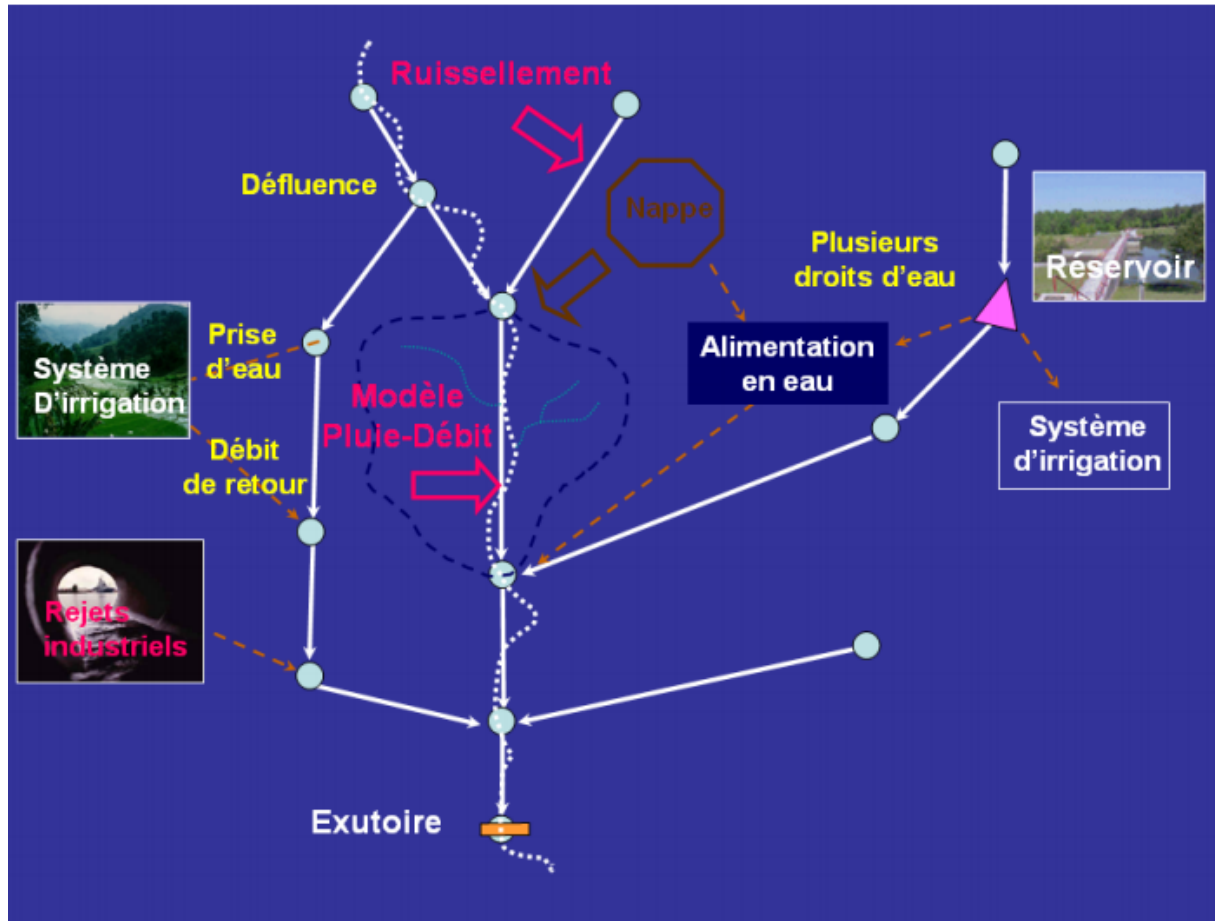 Ruissellement
Défluence
Nappe
Plusieurs
droits d'eau
Réservoir
Prise
d'eau
Système
D'irrigation
Alimentation
en eau
Modèle
Pluie-Débit
Système
d'irrigation
Débit
de retour
Rejets
industriels
Exutoire